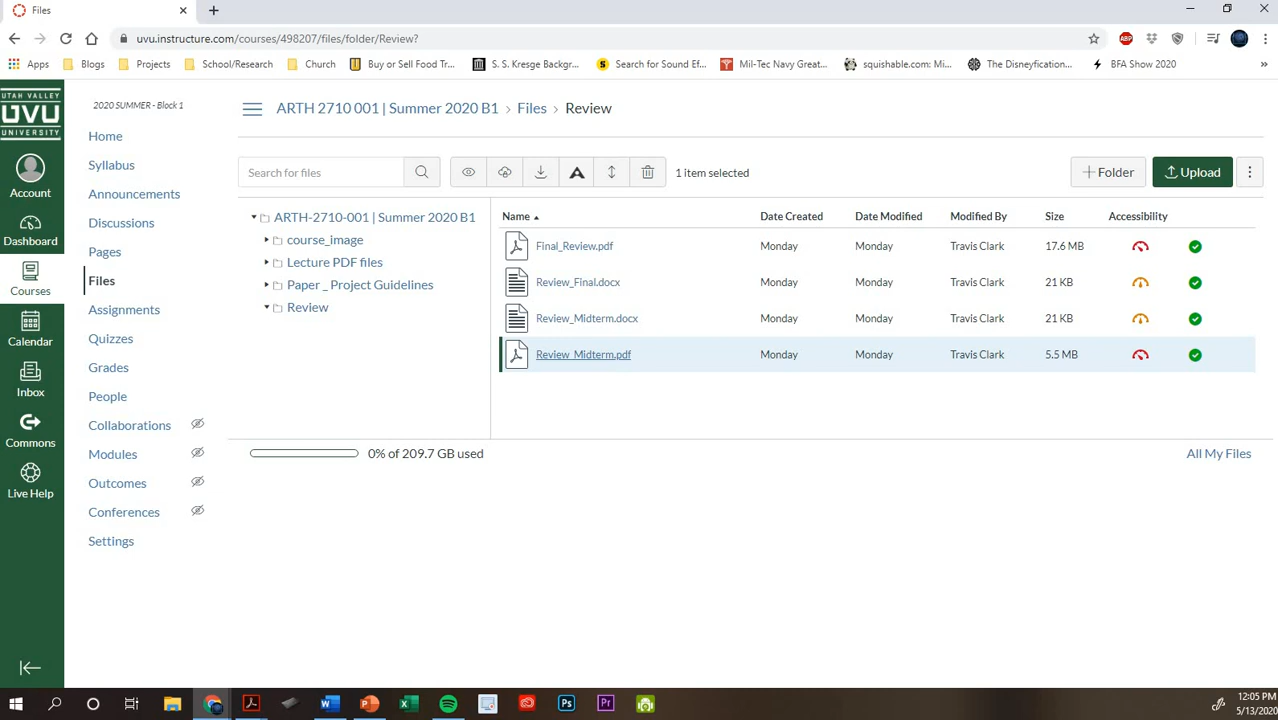 Files
uvu.instructure.com/courses/498207/files/folder/Review?
Apps
Blogs
Projects
School/Research
Church
Buy or Sell Food Tr...
S. S. Kresge Backgr...
Search for Sound Ef...
Mil-Tec Navy Great...
squishable.com: Mi...
The Disneyfication...
BFA Show 2020
»
UTAH VALLEY
UVU
UNIVERSITY
Account
Dashboard
Courses
Calendar
Inbox
Commons
Live Help
2020 SUMMER - Block 1
Home
Syllabus
Announcements
Discussions
Pages
Files
Assignments
Quizzes
Grades
People
Collaborations
Modules
Outcomes
Conferences
Settings
ARTH 2710 001 | Summer 2020 B1 > Files > Review
Search for files
1 item selected
+ Folder
Upload
ARTH-2710-001 | Summer 2020 B1
course_image
Lecture PDF files
Paper _ Project Guidelines
Review
Name Date Created Date Modified Modified By Size Accessibility
Final_Review.pdf Monday Monday Travis Clark 17.6 MB
Review_Final.docx Monday Monday Travis Clark 21 KB
Review_Midterm.docx Monday Monday Travis Clark 21 KB
Review_Midterm.pdf Monday Monday Travis Clark 5.5 MB
0% of 209.7 GB used
All My Files
ABP
Ps
Pr
12:05 PM
5/13/2020